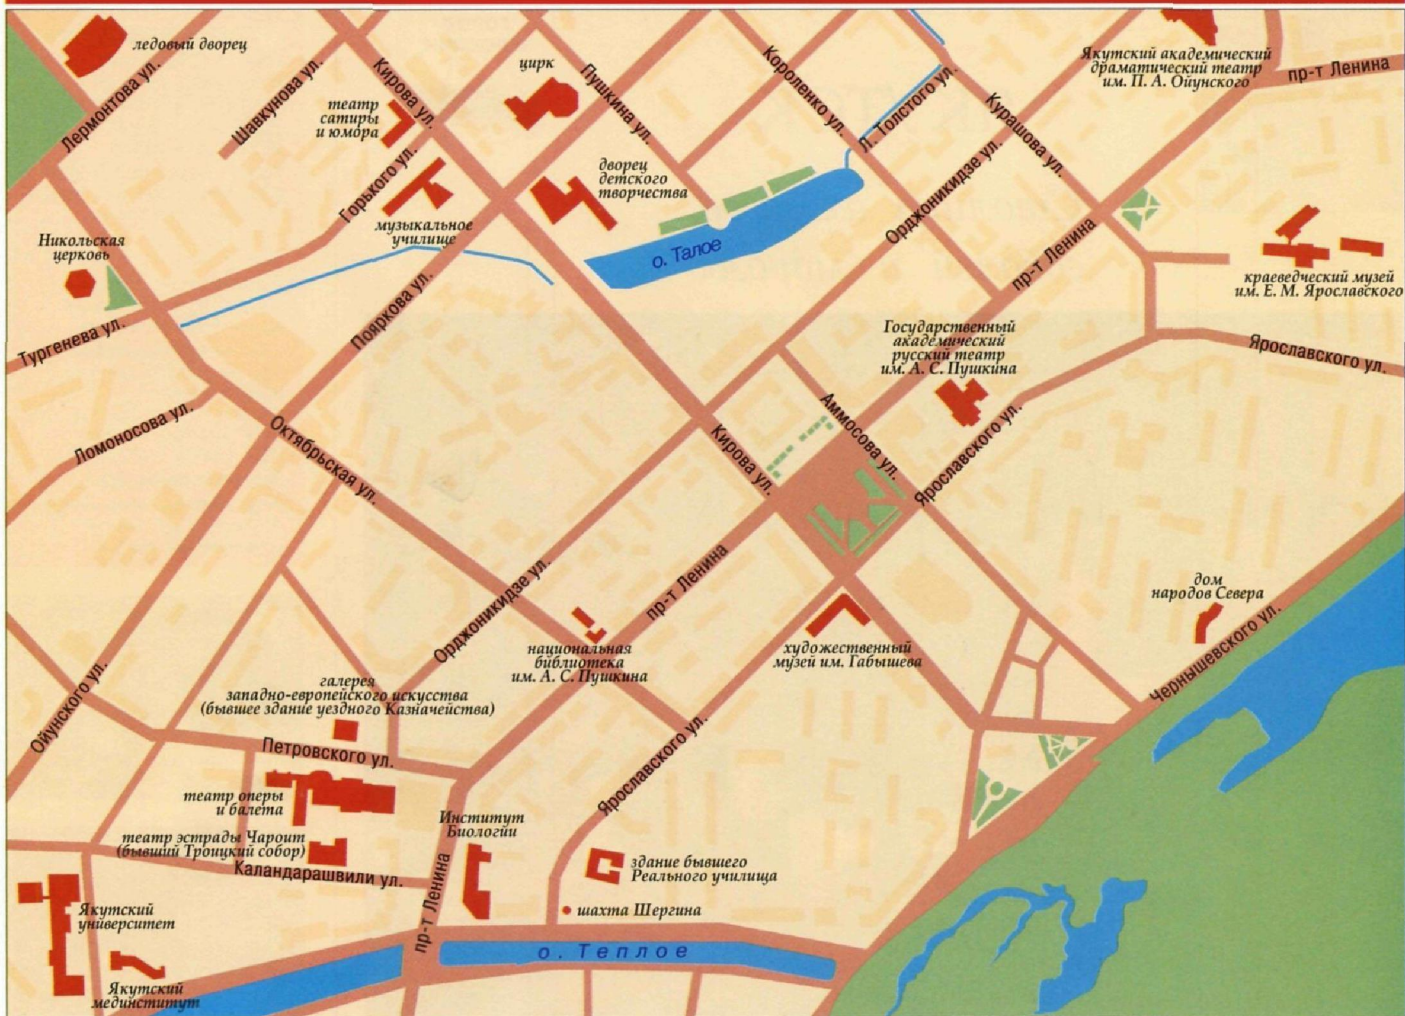 ледовый дворец
Лермонтова ул.
Шавкунова ул.
Кирова ул.
театр
сатиры
и юмора
цирк
Пушкина ул.
Короленко ул.
Л. Толстого ул.
Курашова ул.
Якутский академический
драматический театр
им. П. А. Ойунского
пр-т Ленина
Горького ул.
музыкальное
училище
дворец
детского
творчества
о. Талое
Орджоникидзе ул.
пр-т Ленина
краеведческий музей
им. Е. М. Ярославского
Никольская
церковь
Тургенева ул.
Пояркова ул.
Государственный
академический
русский театр
им. А. С. Пушкина
Ярославского ул.
Ломоносова ул.
Октябрьская ул.
Кирова ул.
Аммосова ул.
Ярославского ул.
Орджоникидзе ул.
пр-т Ленина
дом
народов Севера
Чернышевского ул.
национальная
библиотека
им. А. С. Пушкина
художественный
музей им. Габышева
Ойунского ул.
галерея
западно-европейского искусства
(бывшее здание уездного Казначейства)
Петровского ул.
Ярославского ул.
театр оперы
и балета
Институт
Биологии
театр эстрады Чароит
(бывший Троицкий собор)
Каландарашвили ул.
пр-т Ленина
здание бывшего
Реального училища
шахта Шергина
Якутский
университет
о. Теплое
Якутский
мединститут